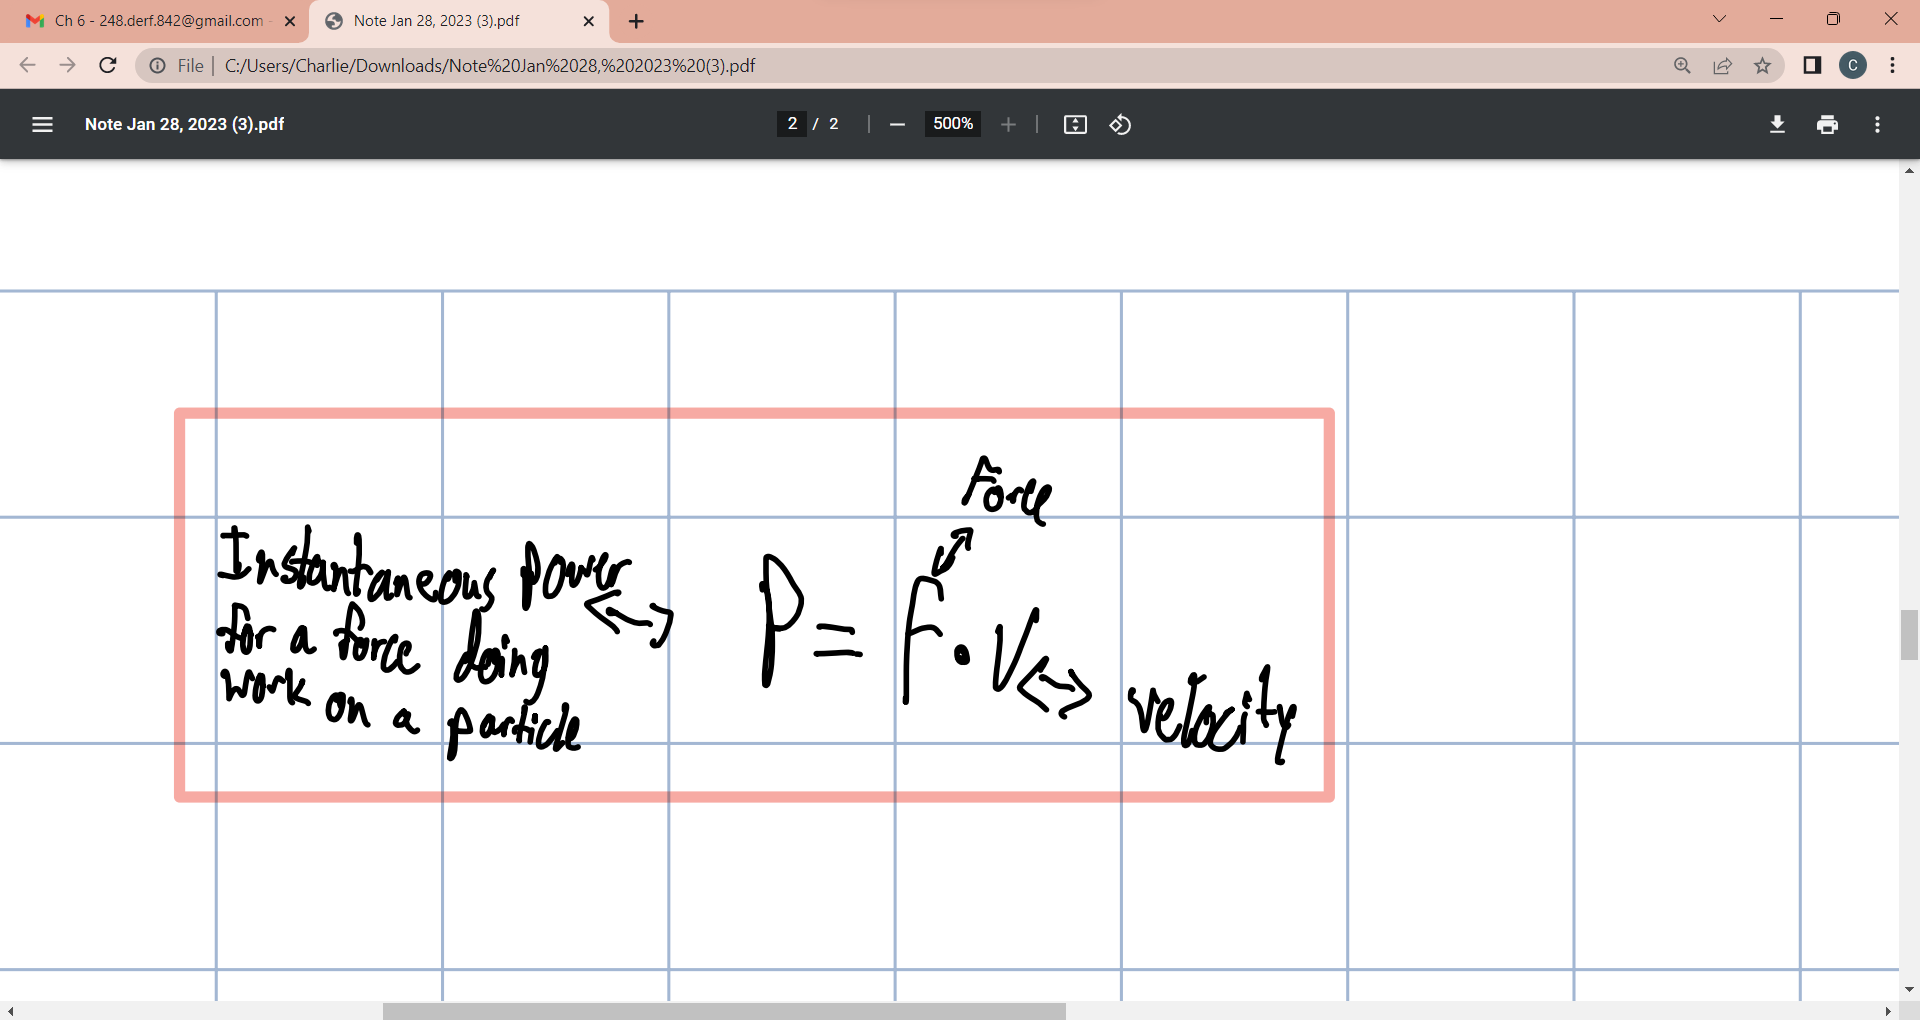 Ch 6 - 248.derf.842@gmail.com -
Note Jan 28, 2023 (3).pdf
File
C:/Users/Charlie/Downloads/Note%20Jan%2028,%202023%20(3).pdf
C
Note Jan 28, 2023 (3).pdf
2 / 2
500%
Force
Instantaneous power
for a force doing
work on a particle
P = F • V
velocity